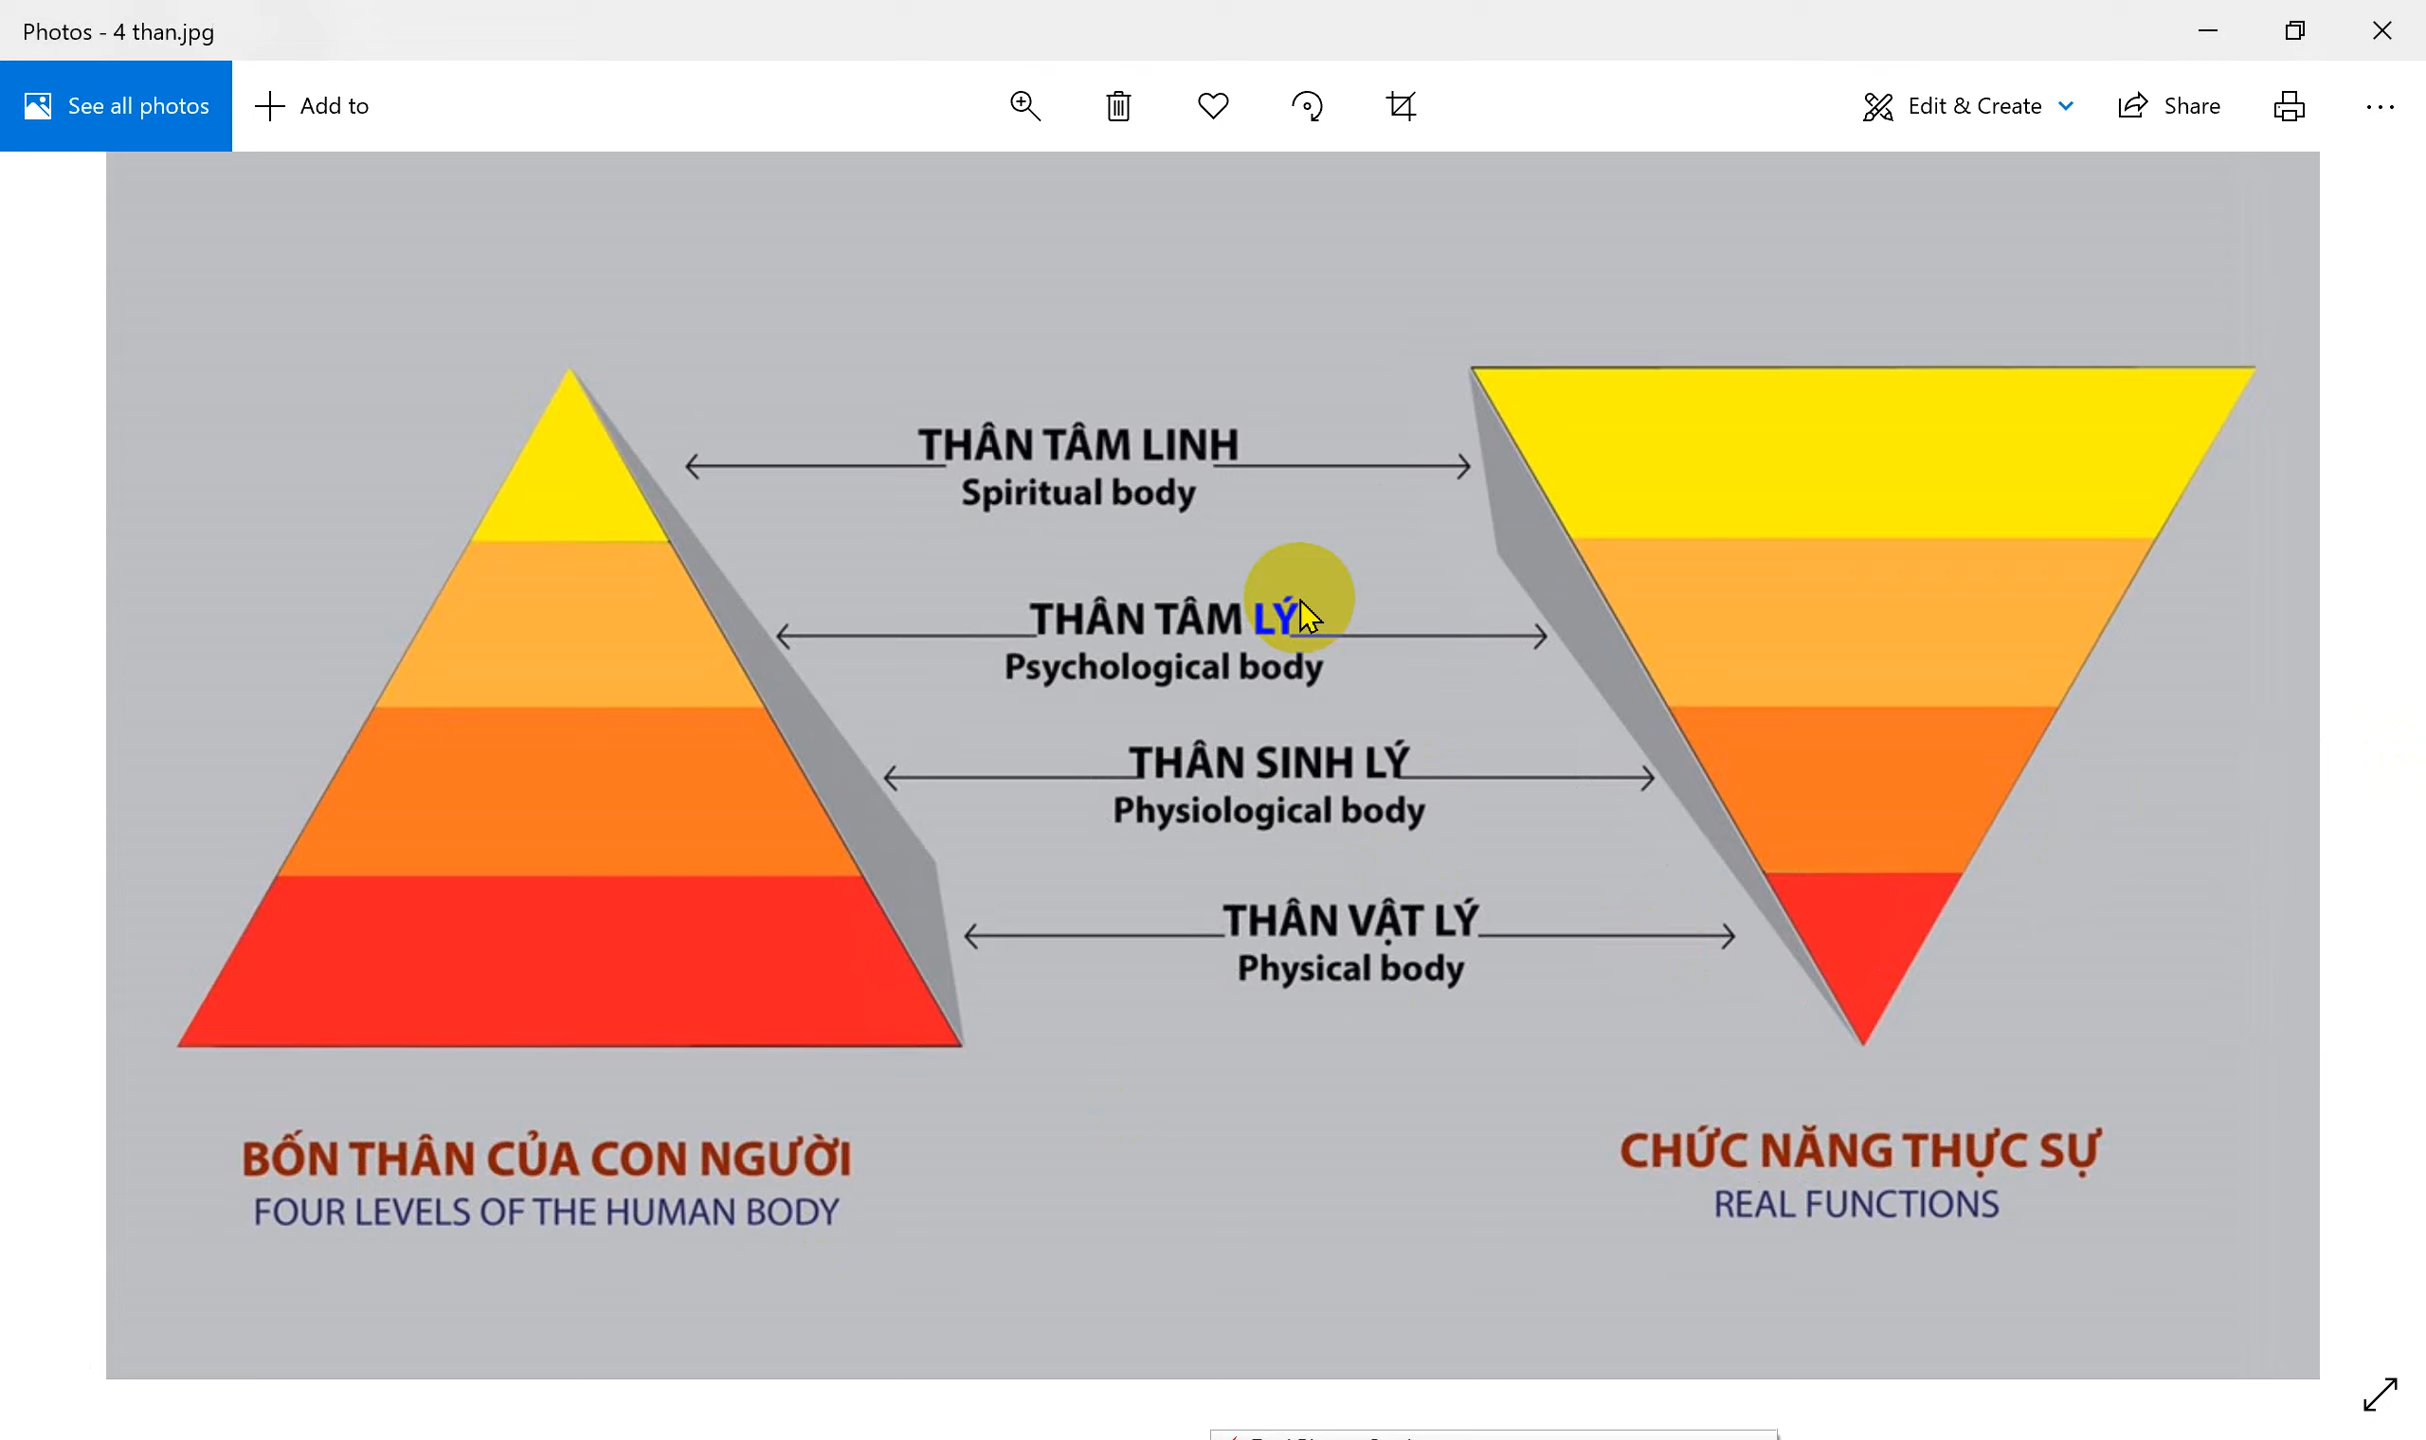 Photos - 4 than.jpg
See all photos
Add to
Edit & Create
Share
THÂN TÂM LINH
Spiritual body
THÂN TÂM LÝ
Psychological body
THÂN SINH LÝ
Physiological body
THÂN VẬT LÝ
Physical body
BỐN THÂN CỦA CON NGƯỜI
FOUR LEVELS OF THE HUMAN BODY
CHỨC NĂNG THỰC SỰ
REAL FUNCTIONS